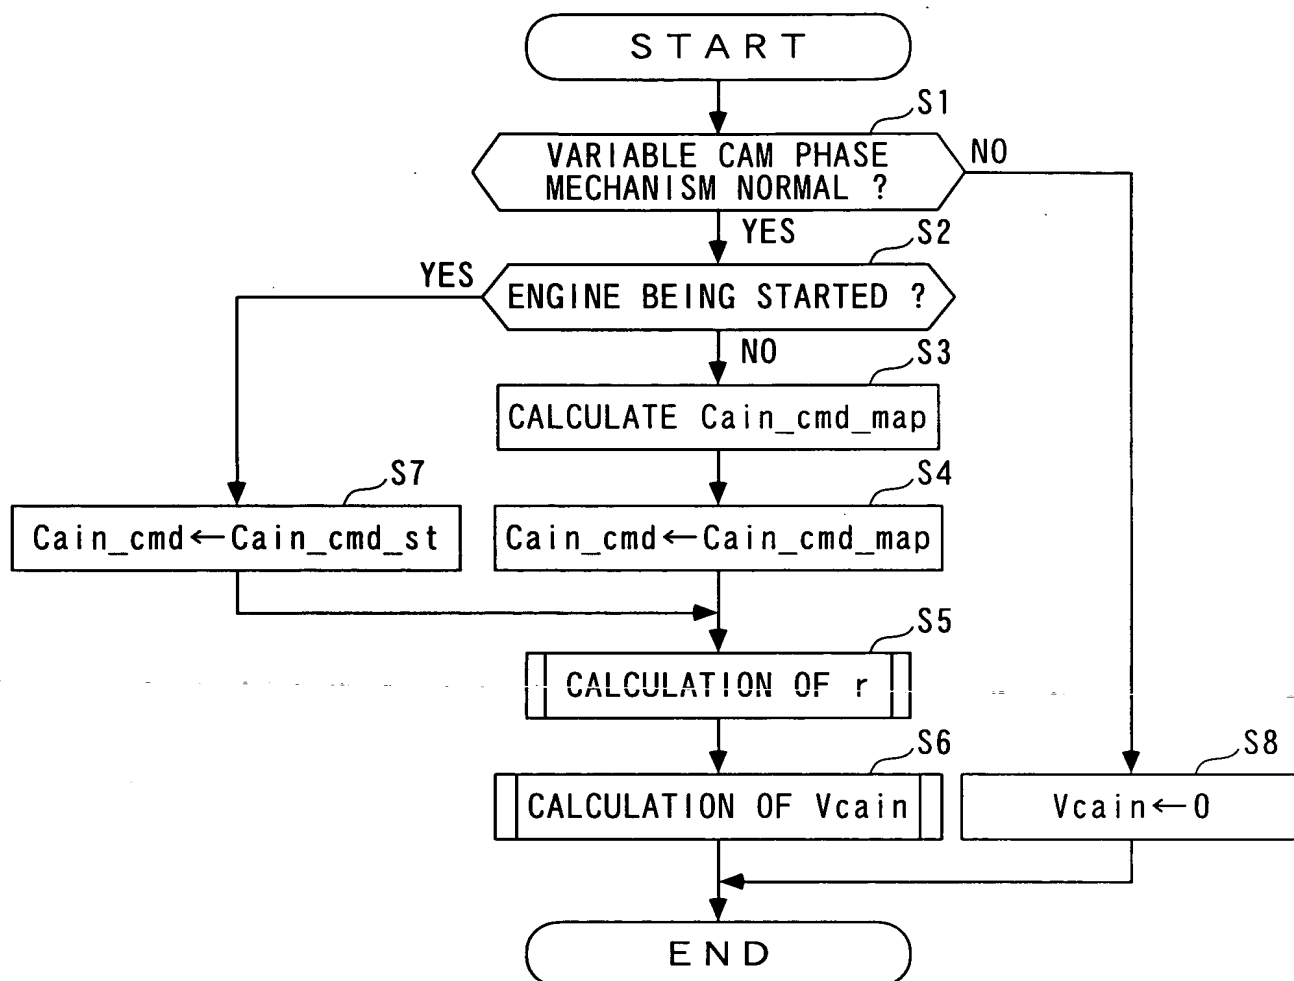 START
S1
VARIABLE CAM PHASE
MECHANISM NORMAL ?
NO
YES
S2
YES
ENGINE BEING STARTED ?
NO
S3
CALCULATE Cain_cmd_map
S7
S4
Cain_cmd←Cain_cmd_st
Cain_cmd←Cain_cmd_map
S5
CALCULATION OF r
S6
S8
CALCULATION OF Vcain
Vcain←0
END